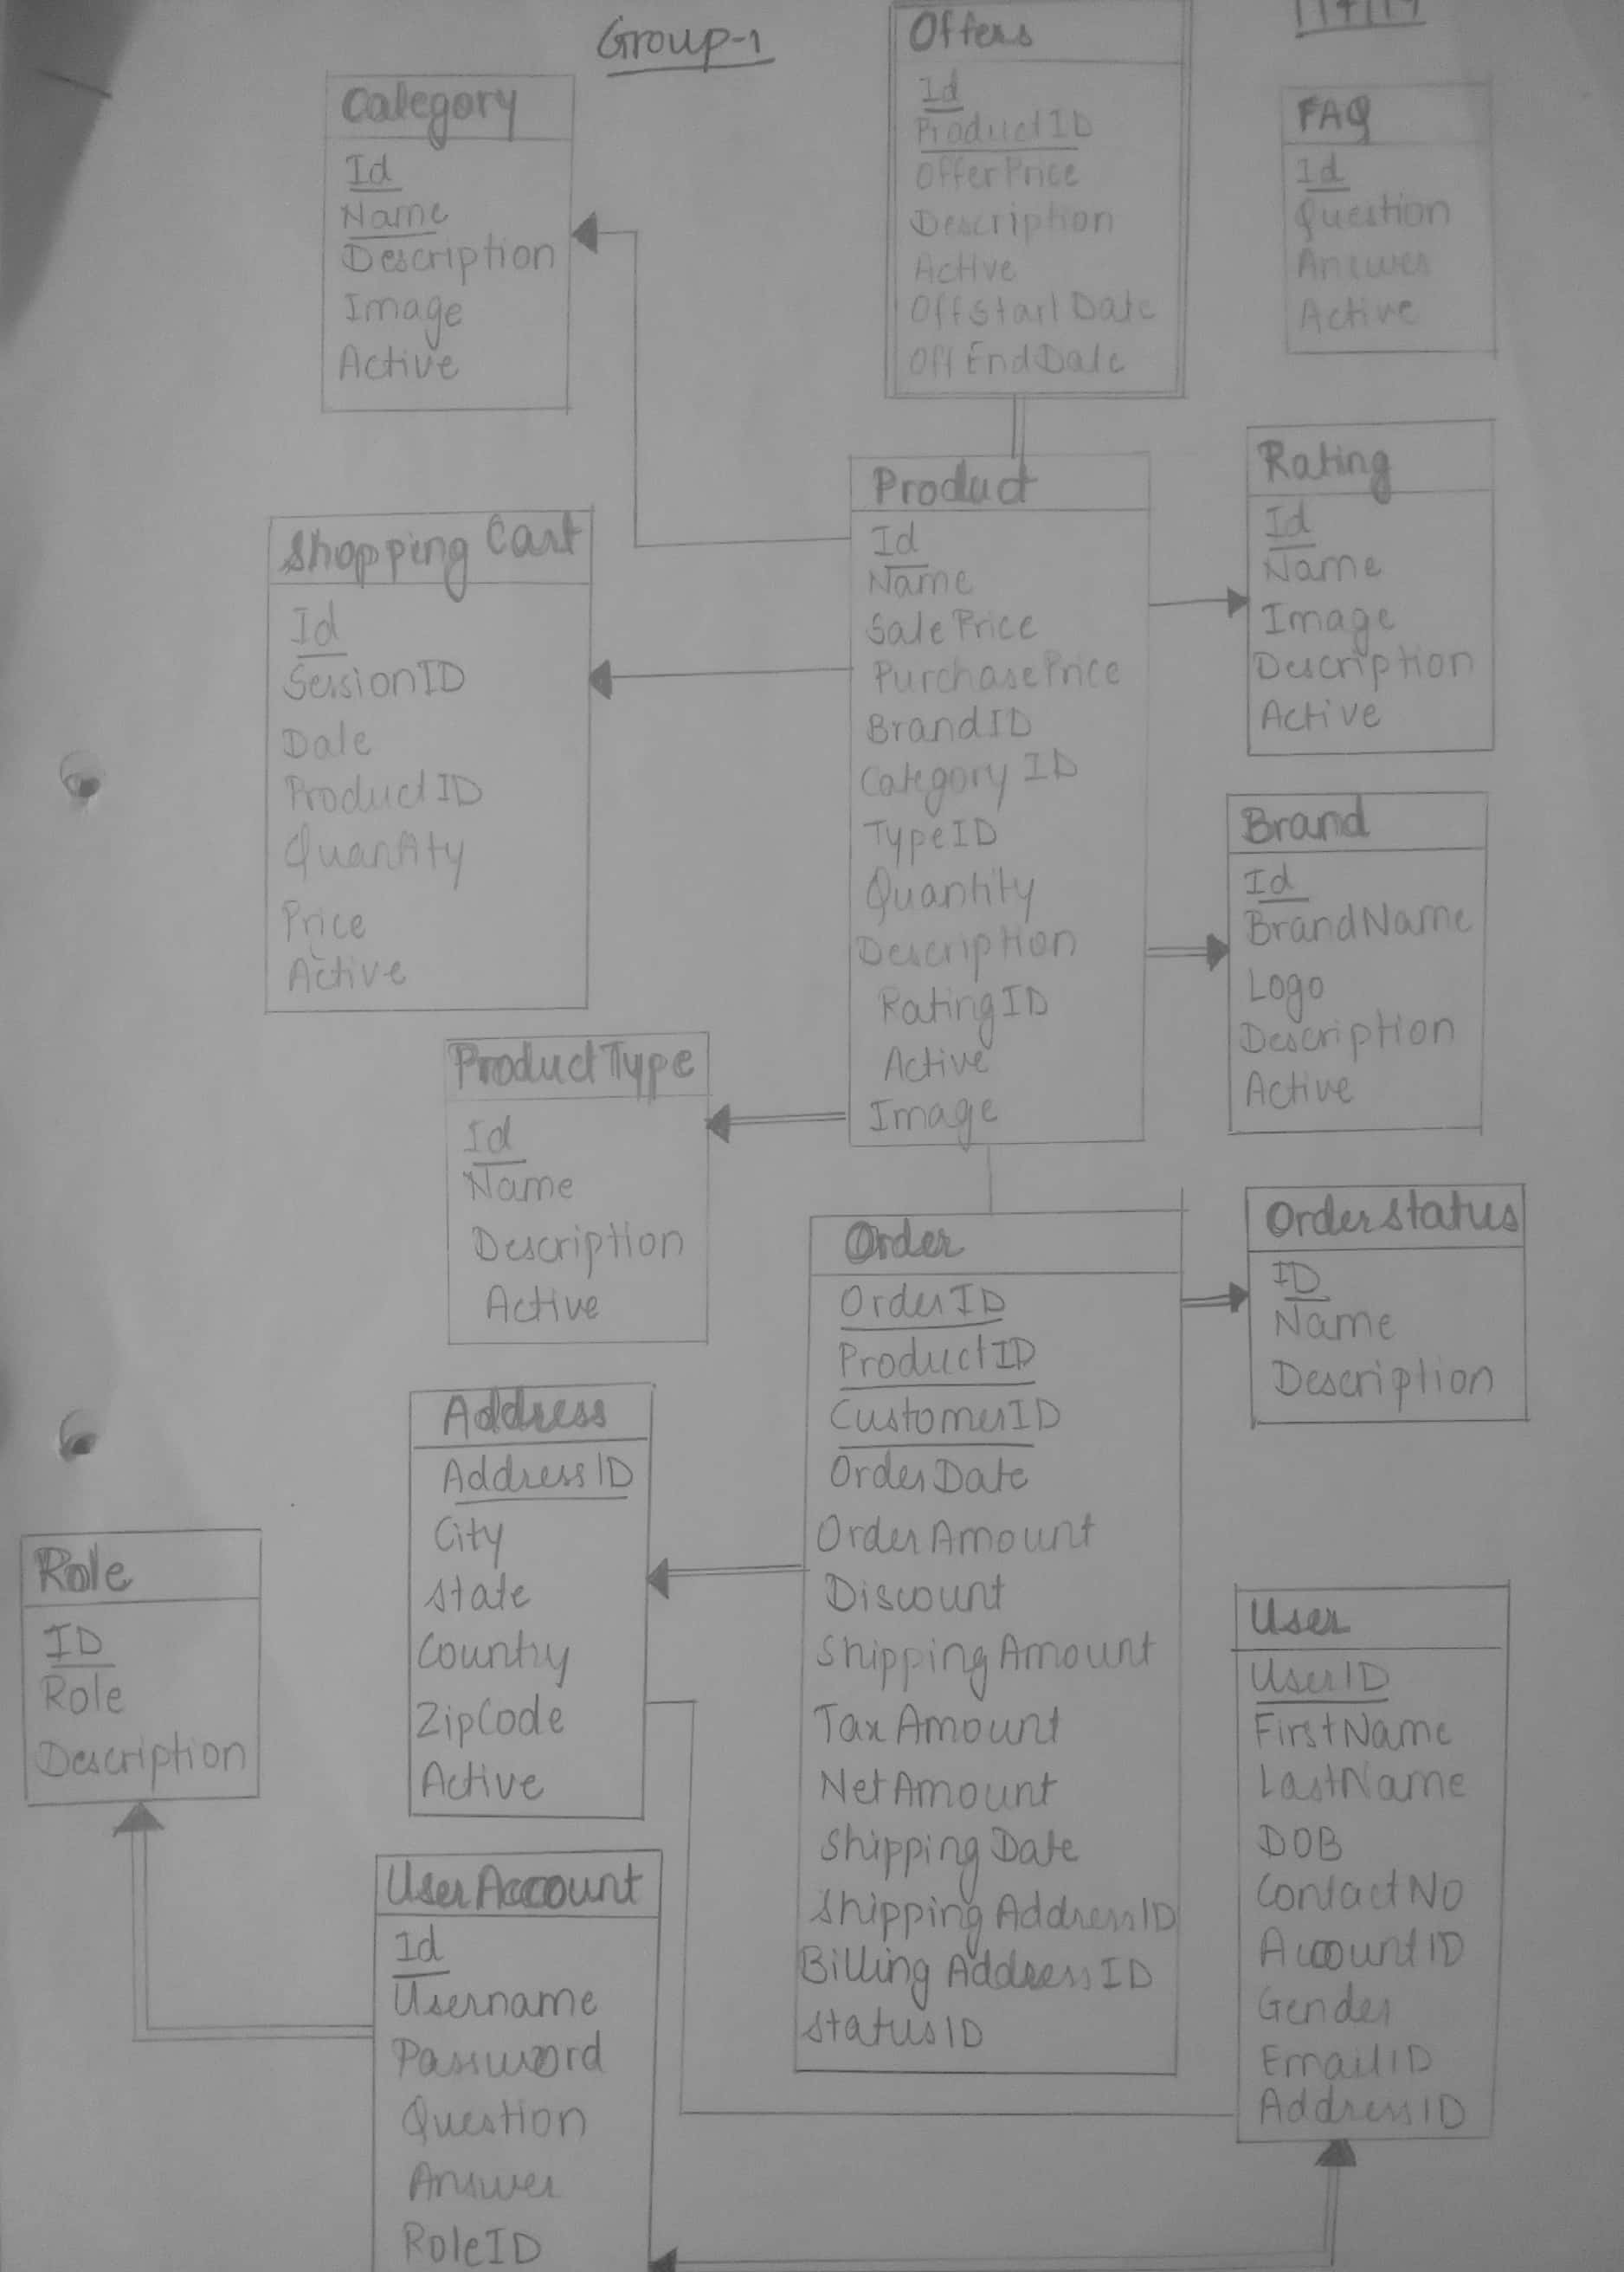 Group-1
Offers
Id
ProductID
OfferPrice
Description
Active
OffStartDate
OffEndDate
Category
Id
Name
Description
Image
Active
FAQ
Id
Question
Answer
Active
Product
Id
Name
SalePrice
PurchasePrice
BrandID
CategoryID
TypeID
Quantity
Description
RatingID
Active
Image
Rating
Id
Name
Image
Description
Active
Shopping Cart
Id
SessionID
Date
ProductID
Quantity
Price
Active
Brand
Id
BrandName
Logo
Description
Active
ProductType
Id
Name
Description
Active
Order
OrderID
ProductID
CustomerID
OrderDate
OrderAmount
Discount
ShippingAmount
TaxAmount
NetAmount
ShippingDate
Shipping AddressID
Billing AddressID
StatusID
OrderStatus
ID
Name
Description
Address
AddressID
City
State
Country
ZipCode
Active
Role
ID
Role
Description
User
UserID
FirstName
LastName
DOB
ContactNo
AccountID
Gender
EmailID
AddressID
UserAccount
Id
Username
Password
Question
Answer
RoleID